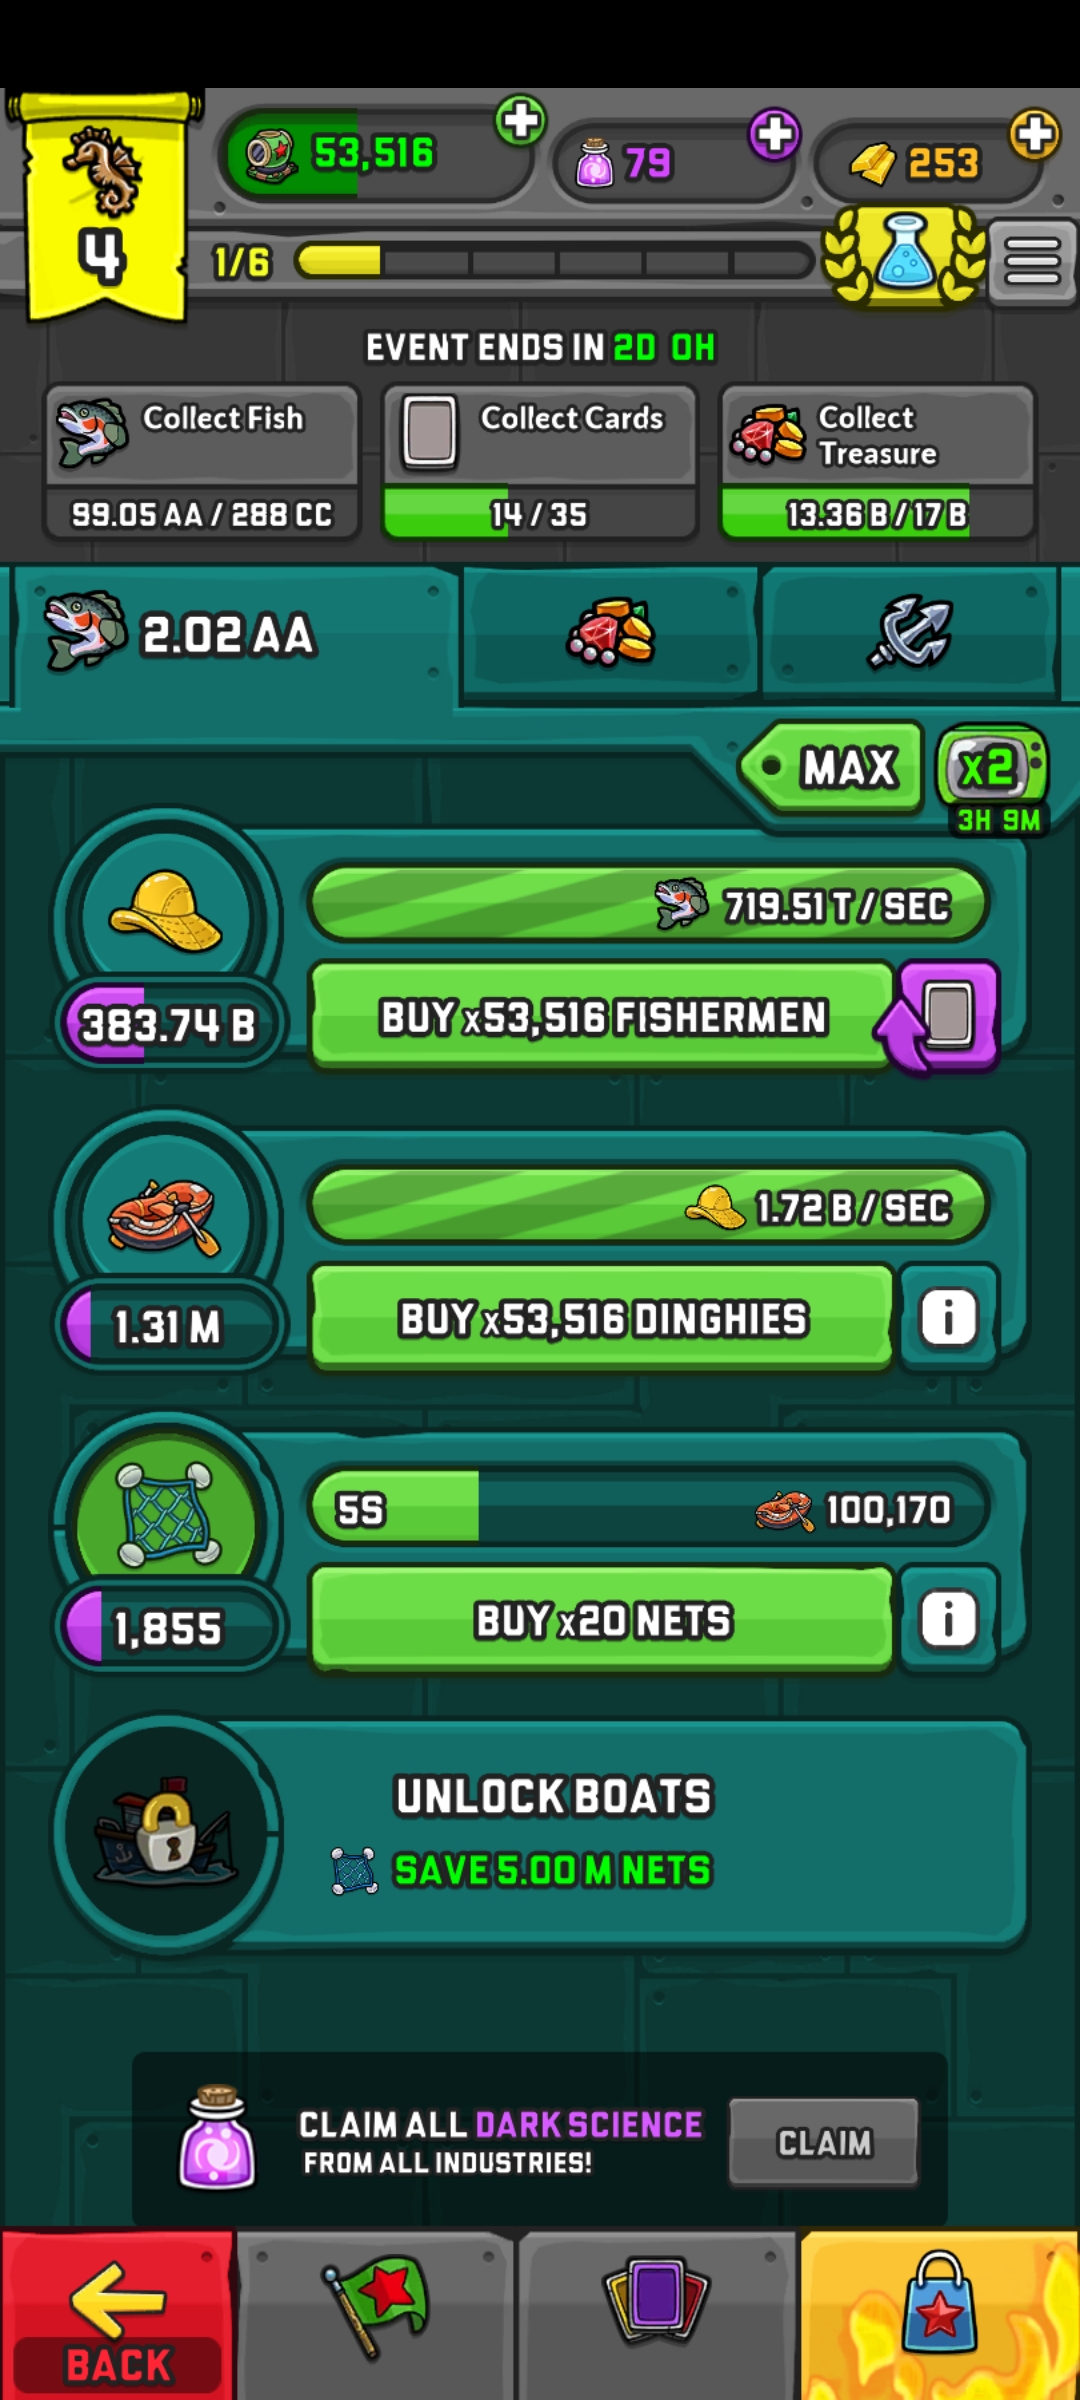 53,516
79
253
4
1/6
EVENT ENDS IN 2D 0H
Collect Fish
99.05 AA / 288 CC
Collect Cards
14 / 35
Collect
Treasure
13.36 B / 17 B
2.02 AA
MAX
x2
3H 9M
719.51 T / SEC
383.74 B
BUY x53,516 FISHERMEN
1.72 B / SEC
1.31 M
BUY x53,516 DINGHIES
i
5S
100,170
1,855
BUY x20 NETS
i
UNLOCK BOATS
SAVE 5.00 M NETS
CLAIM ALL DARK SCIENCE
FROM ALL INDUSTRIES!
CLAIM
BACK